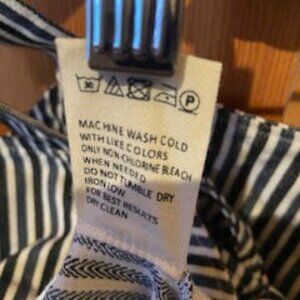 30 P
MACHINE WASH COLD
WITH LIKE COLORS
ONLY NON-CHLORINE BLEACH
WHEN NEEDED
DO NOT TUMBLE DRY
IRON LOW
FOR BEST RESULTS
DRY CLEAN